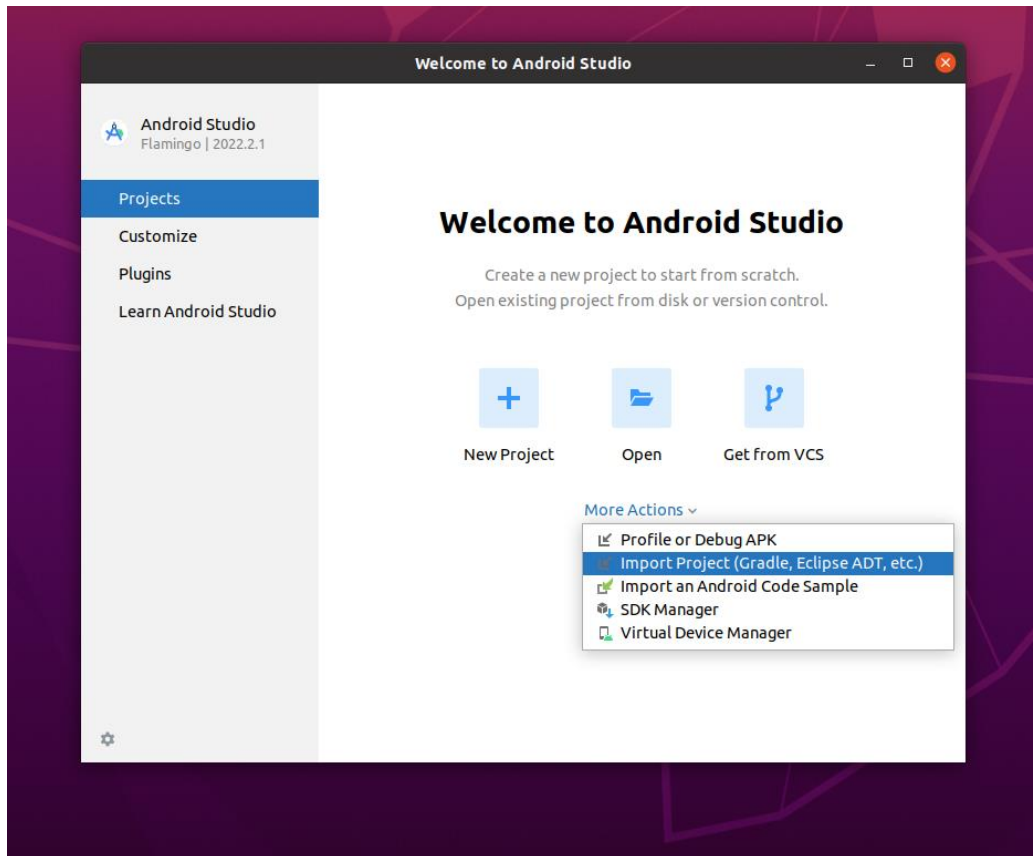 Welcome to Android Studio
Android Studio
Flamingo | 2022.2.1
Projects
Customize
Plugins
Learn Android Studio
Welcome to Android Studio
Create a new project to start from scratch.
Open existing project from disk or version control.
New Project
Open
Get from VCS
More Actions
Profile or Debug APK
Import Project (Gradle, Eclipse ADT, etc.)
Import an Android Code Sample
SDK Manager
Virtual Device Manager